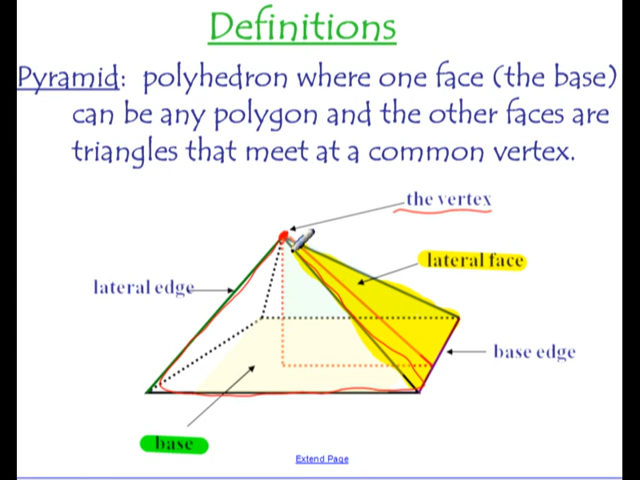 Definitions
Pyramid: polyhedron where one face (the base)
can be any polygon and the other faces are
triangles that meet at a common vertex.
the vertex
lateral face
lateral edge
base edge
base
Extend Page